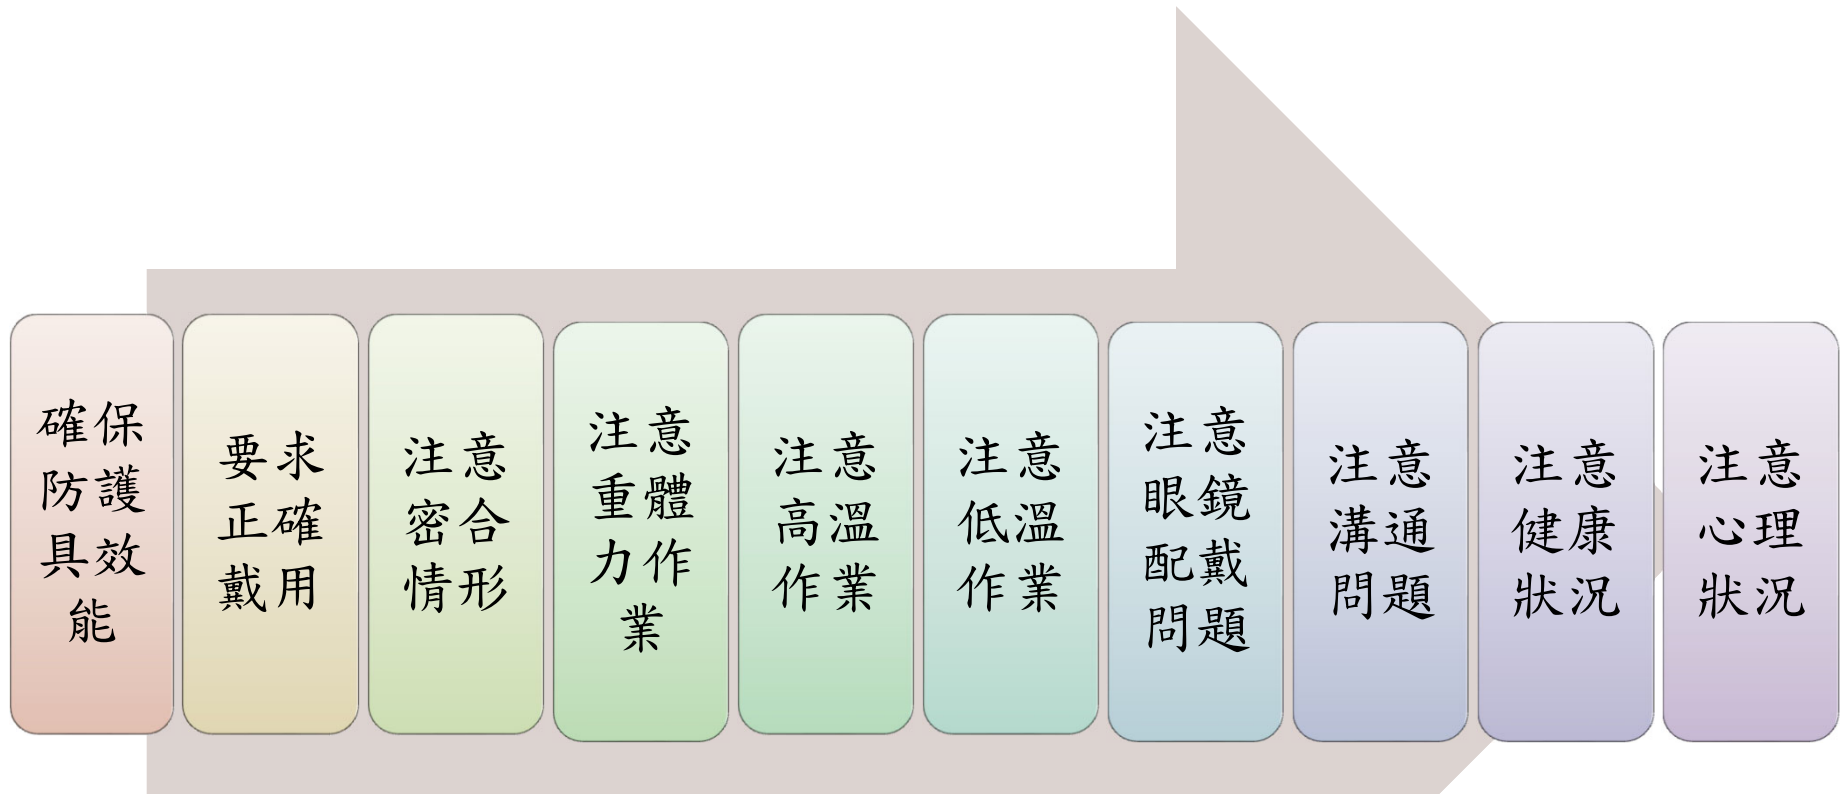 確保
防護
具效
能
要求
正確
戴用
注意
密合
情形
注意
重體
力作
業
注意
高溫
作業
注意
低溫
作業
注意
眼鏡
配戴
問題
注意
溝通
問題
注意
健康
狀況
注意
心理
狀況